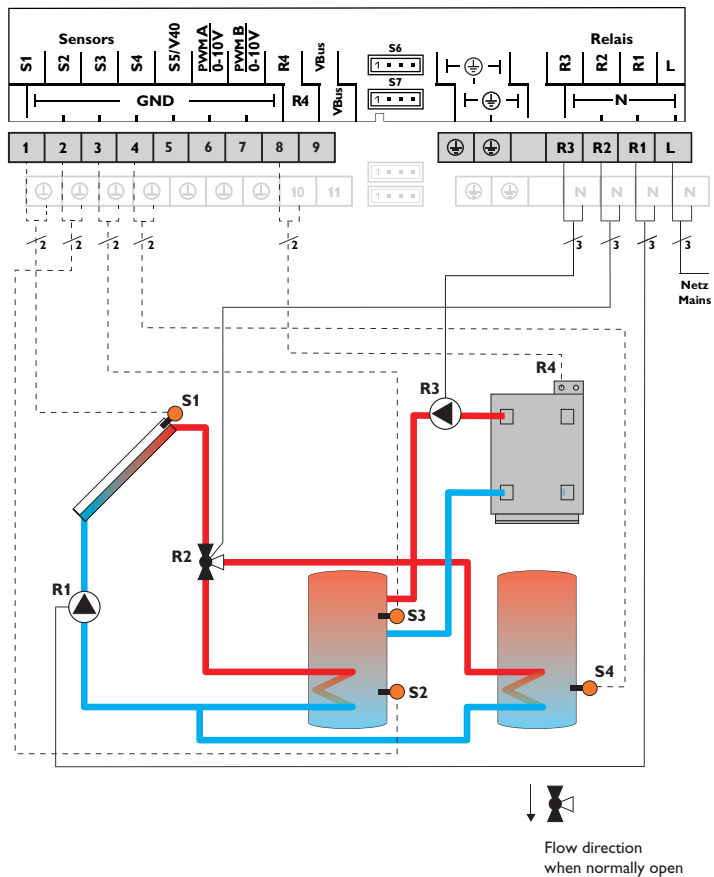 Sensors
Relais
S1 S2 S3 S4 S5/V40 PWM A 0-10V PWM B 0-10V R4 VBus S6 R3 R2 R1 L
S7
GND R4 VBus N
1 2 3 4 5 6 7 8 9 R3 R2 R1 L
1
1
10 11 N N N N
2 2 2 2 2 3 3 3 3
Netz
Mains
R4
R3
S1
R2
R1
S3
S4
S2
Flow direction
when normally open